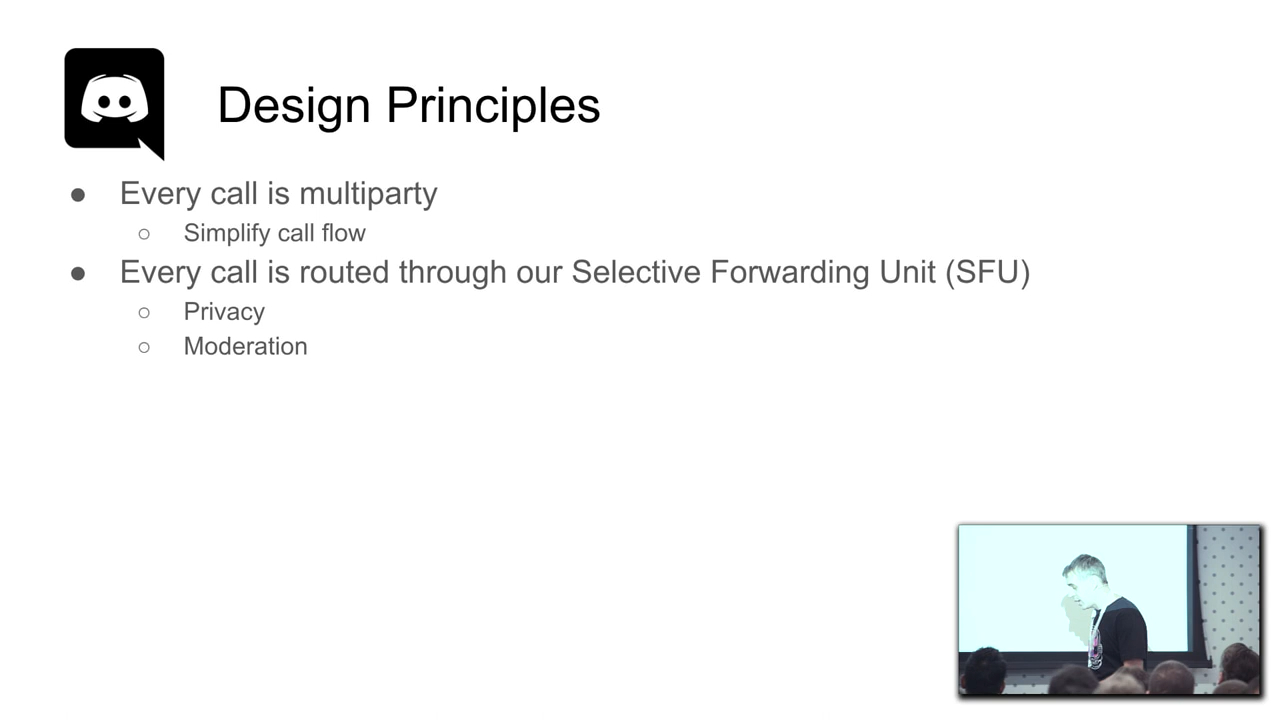 Design Principles
● Every call is multiparty
○ Simplify call flow
● Every call is routed through our Selective Forwarding Unit (SFU)
○ Privacy
○ Moderation